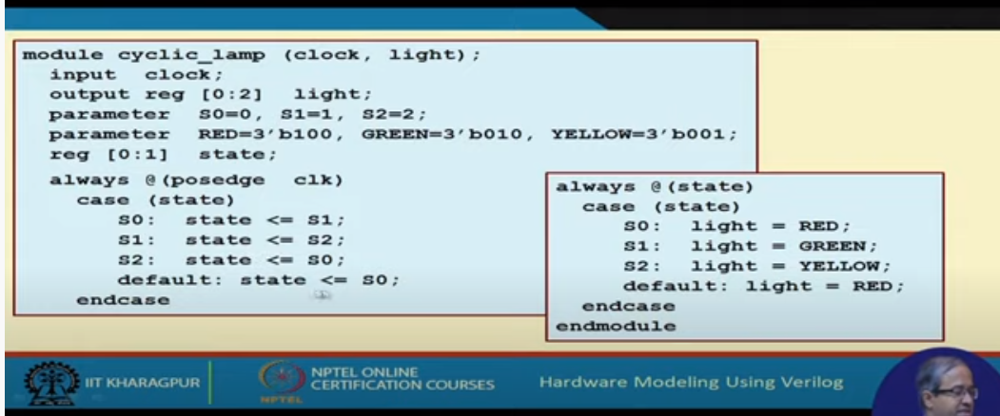 module cyclic_lamp (clock, light);
input clock;
output reg [0:2] light;
parameter S0=0, S1=1, S2=2;
parameter RED=3'b100, GREEN=3'b010, YELLOW=3'b001;
reg [0:1] state;
always @(posedge clk)
case (state)
S0: state <= S1;
S1: state <= S2;
S2: state <= S0;
default: state <= S0;
endcase
always @(state)
case (state)
S0: light = RED;
S1: light = GREEN;
S2: light = YELLOW;
default: light = RED;
endcase
endmodule
IIT KHARAGPUR
NPTEL
NPTEL ONLINE
CERTIFICATION COURSES
Hardware Modeling Using Verilog